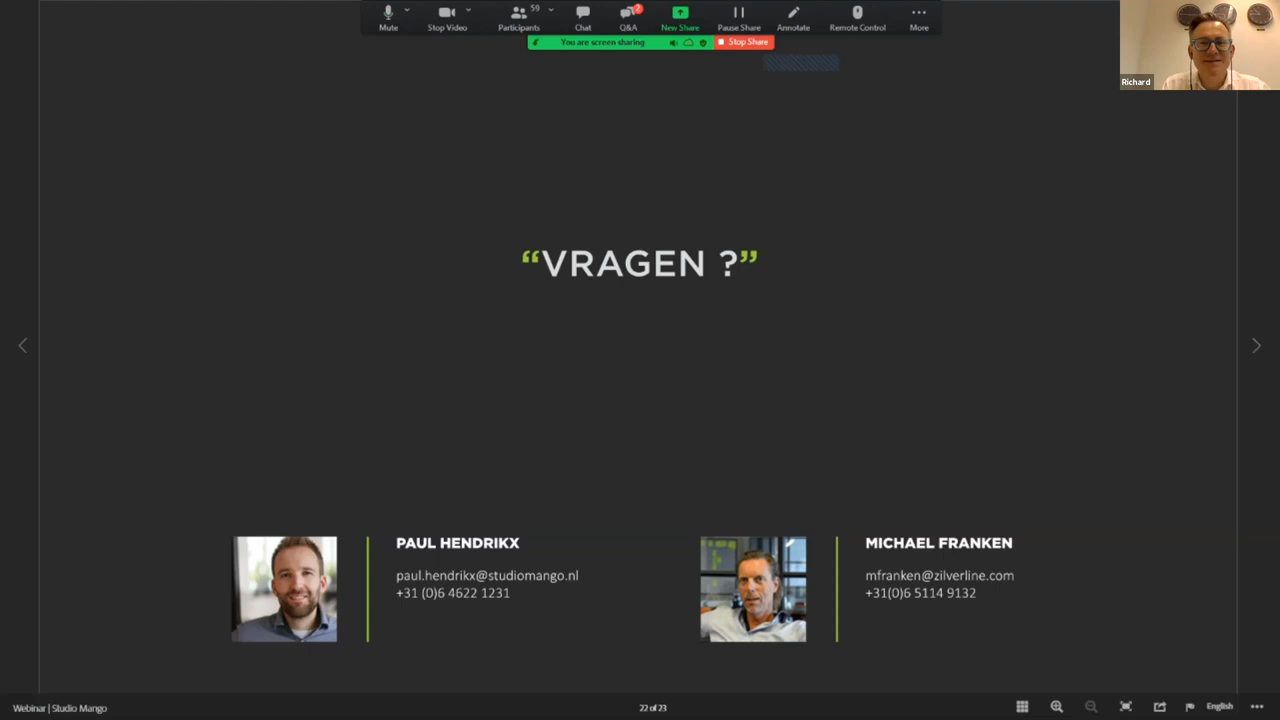 Mute
Stop Video
59
Participants
Chat
2
Q&A
New Share
Pause Share
Annotate
Remote Control
More
You are screen sharing
Stop Share
Richard
“VRAGEN ?”
PAUL HENDRIKX
paul.hendrikx@studiomango.nl
+31 (0)6 4622 1231
MICHAEL FRANKEN
mfranken@zilverline.com
+31(0)6 5114 9132
Webinar | Studio Mango
22 of 23
English